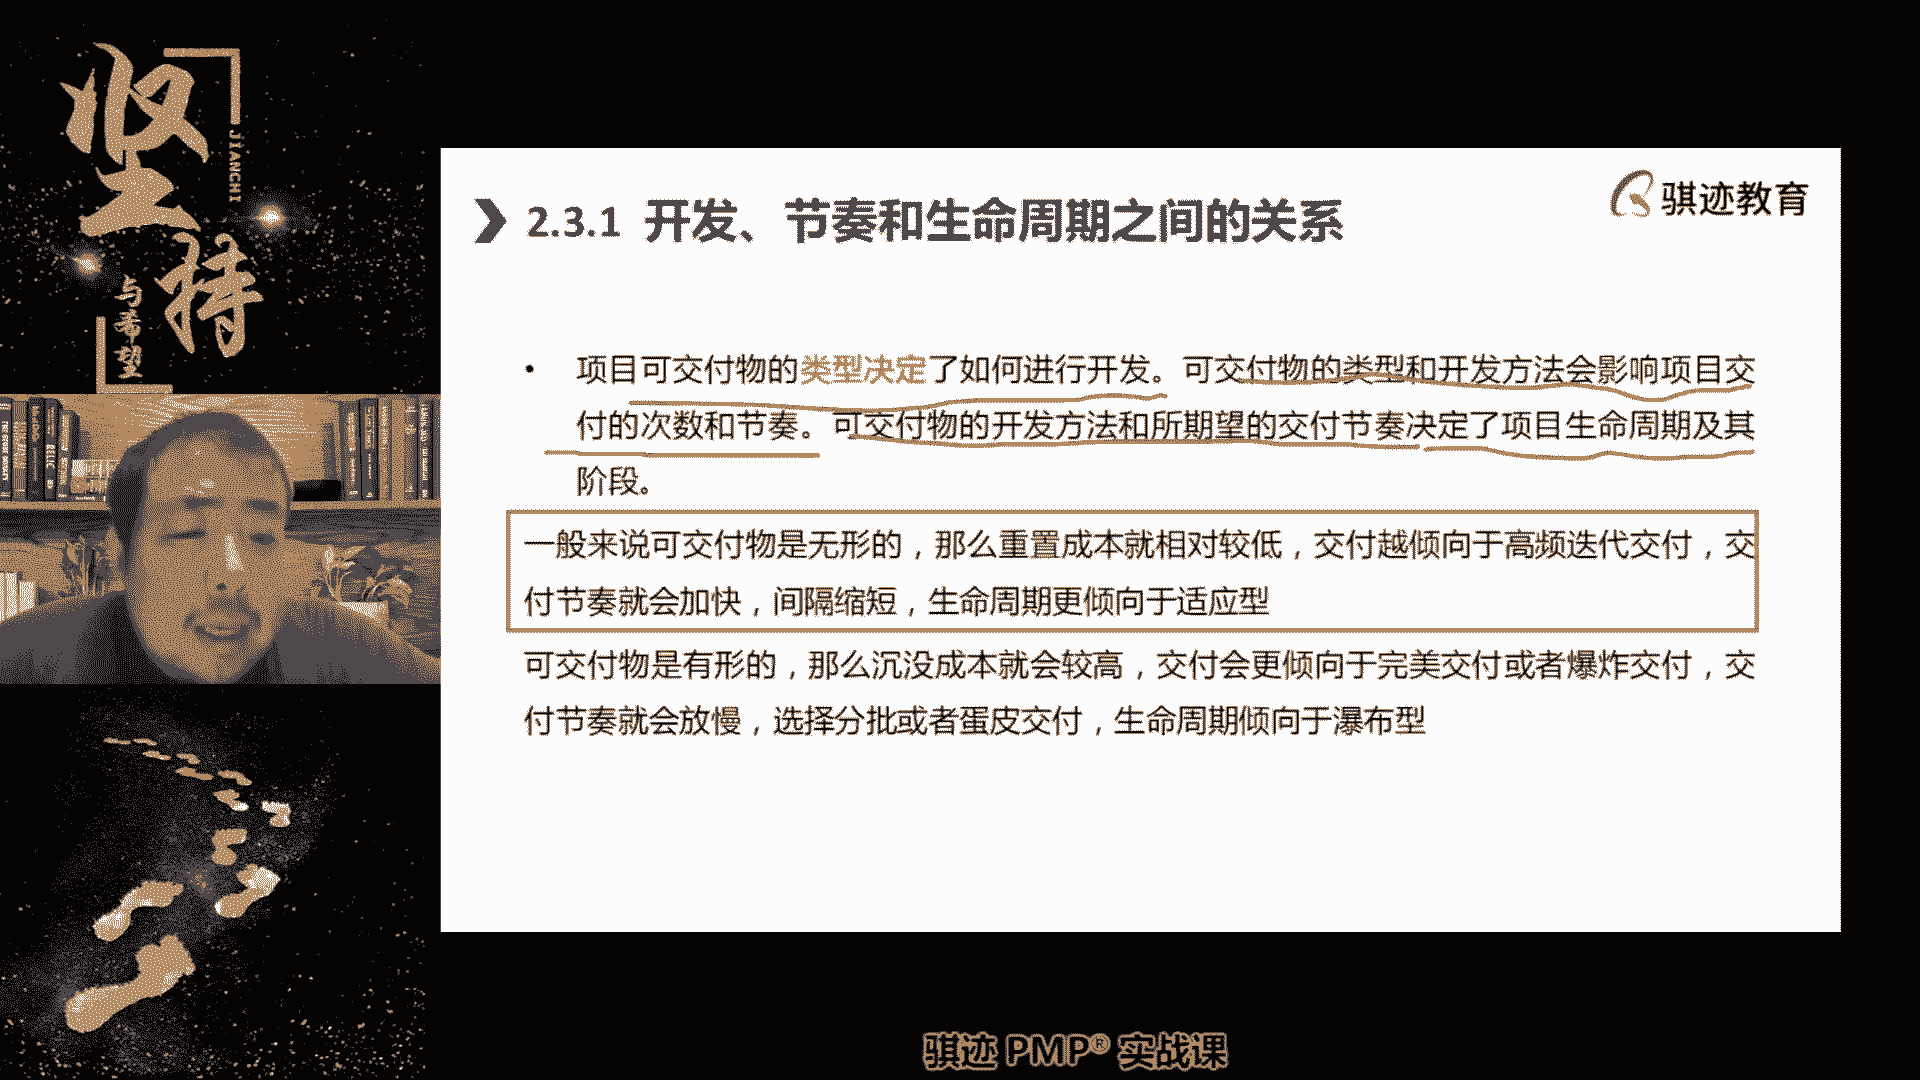 坚持
JIANCHI
与希望
骐迹教育
2.3.1 开发、节奏和生命周期之间的关系
• 项目可交付物的类型决定了如何进行开发。可交付物的类型和开发方法会影响项目交
付的次数和节奏。可交付物的开发方法和所期望的交付节奏决定了项目生命周期及其
阶段。
一般来说可交付物是无形的，那么重置成本就相对较低，交付越倾向于高频迭代交付，交
付节奏就会加快，间隔缩短，生命周期更倾向于适应型
可交付物是有形的，那么沉没成本就会较高，交付会更倾向于完美交付或者爆炸交付，交
付节奏就会放慢，选择分批或者蛋皮交付，生命周期倾向于瀑布型
骐迹 PMP® 实战课